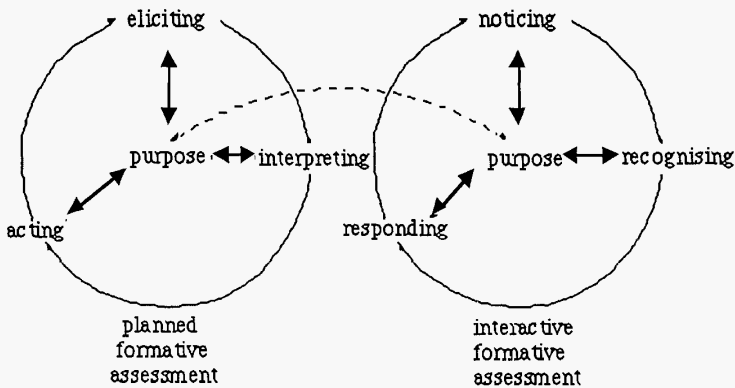 eliciting
purpose
interpreting
acting
planned
formative
assessment
noticing
purpose
recognising
responding
interactive
formative
assessment